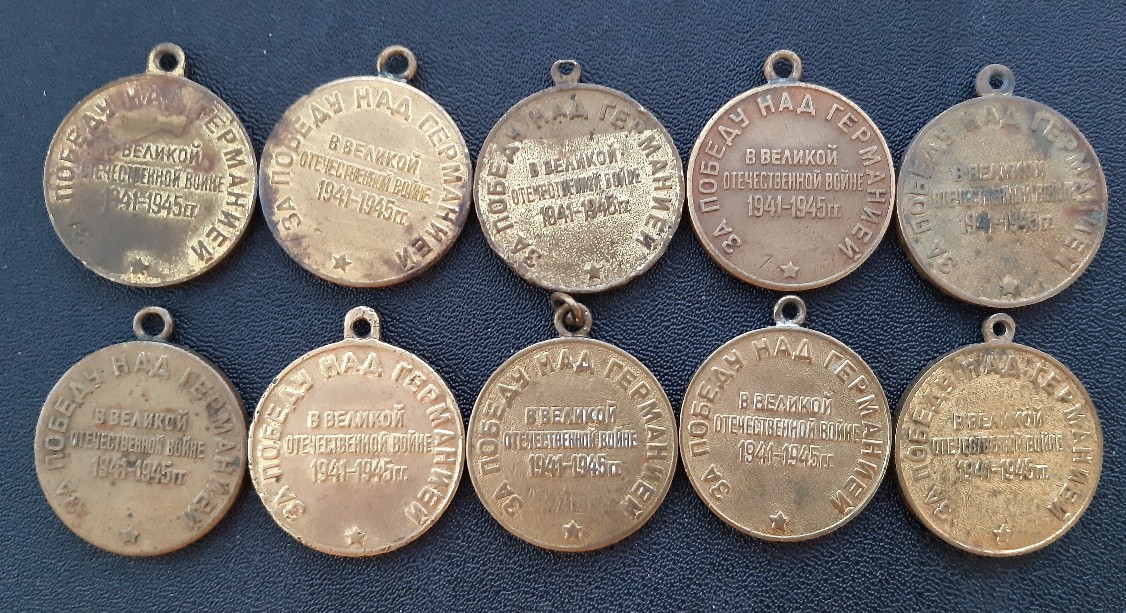 ЗА ПОБЕДУ НАД ГЕРМАНИЕЙ
В ВЕЛИКОЙ
ОТЕЧЕСТВЕННОЙ ВОЙНЕ
1941-1945гг
ЗА ПОБЕДУ НАД ГЕРМАНИЕЙ
В ВЕЛИКОЙ
ОТЕЧЕСТВЕННОЙ ВОЙНЕ
1941-1945гг
ЗА ПОБЕДУ НАД ГЕРМАНИЕЙ
В ВЕЛИКОЙ
ОТЕЧЕСТВЕННОЙ ВОЙНЕ
1941-1945гг
ЗА ПОБЕДУ НАД ГЕРМАНИЕЙ
В ВЕЛИКОЙ
ОТЕЧЕСТВЕННОЙ ВОЙНЕ
1941-1945гг
ЗА ПОБЕДУ НАД ГЕРМАНИЕЙ
В ВЕЛИКОЙ
ОТЕЧЕСТВЕННОЙ ВОЙНЕ
1941-1945гг
ЗА ПОБЕДУ НАД ГЕРМАНИЕЙ
В ВЕЛИКОЙ
ОТЕЧЕСТВЕННОЙ ВОЙНЕ
1941-1945гг
ЗА ПОБЕДУ НАД ГЕРМАНИЕЙ
В ВЕЛИКОЙ
ОТЕЧЕСТВЕННОЙ ВОЙНЕ
1941-1945гг
ЗА ПОБЕДУ НАД ГЕРМАНИЕЙ
В ВЕЛИКОЙ
ОТЕЧЕСТВЕННОЙ ВОЙНЕ
1941-1945гг
ЗА ПОБЕДУ НАД ГЕРМАНИЕЙ
В ВЕЛИКОЙ
ОТЕЧЕСТВЕННОЙ ВОЙНЕ
1941-1945гг
ЗА ПОБЕДУ НАД ГЕРМАНИЕЙ
В ВЕЛИКОЙ
ОТЕЧЕСТВЕННОЙ ВОЙНЕ
1941-1945гг